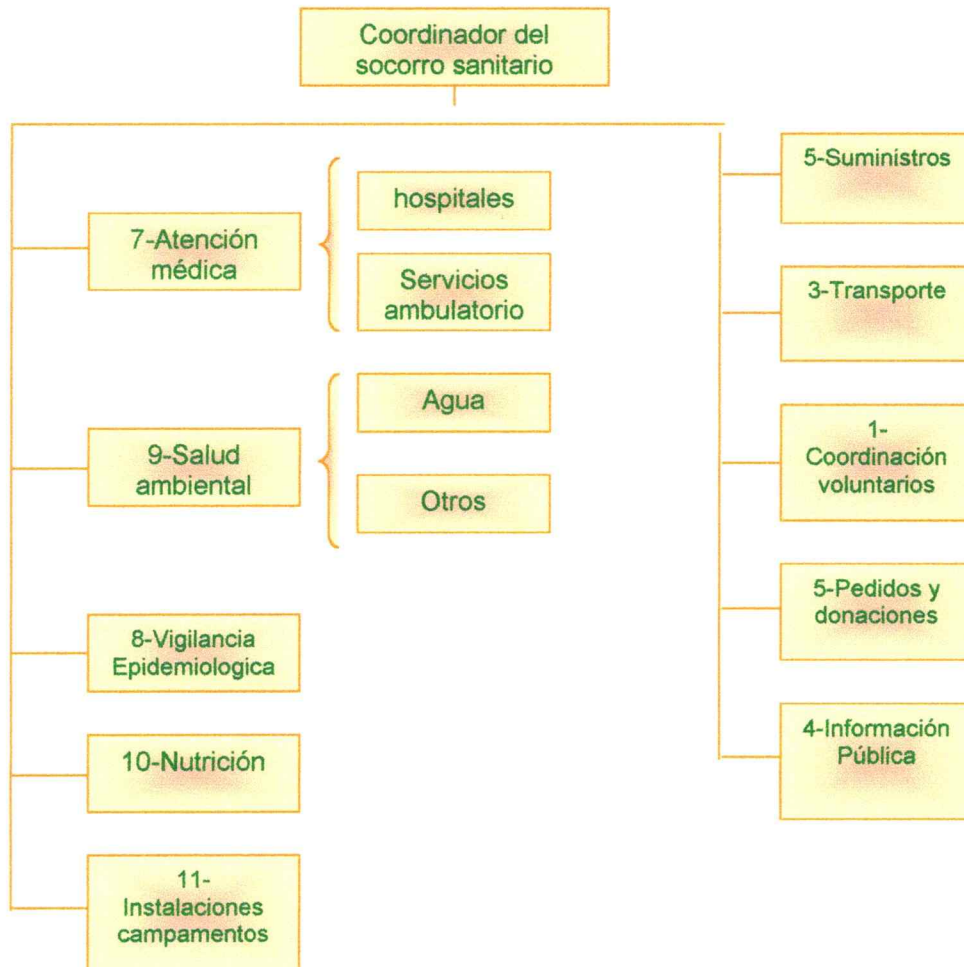 Coordinador del
socorro sanitario
7-Atención
médica
hospitales
Servicios
ambulatorio
9-Salud
ambiental
Agua
Otros
8-Vigilancia
Epidemiologica
10-Nutrición
11-
Instalaciones
campamentos
5-Suministros
3-Transporte
1-
Coordinación
voluntarios
5-Pedidos y
donaciones
4-Información
Pública